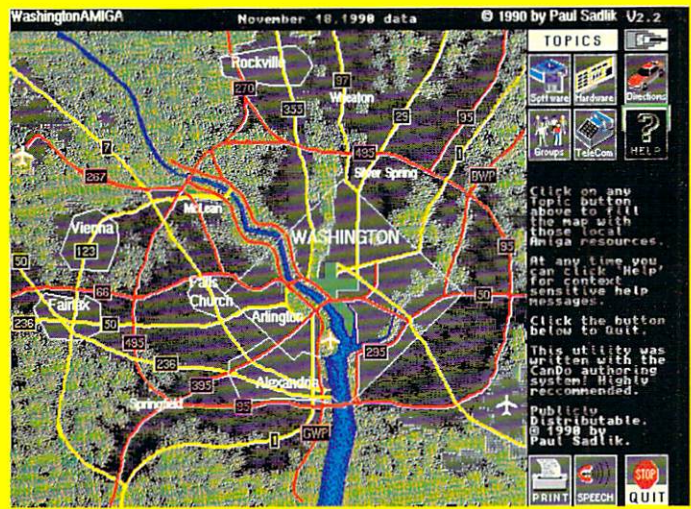 WashingtonAMIGA November 18,1990 data © 1990 by Paul Sadlik V2.2
TOPICS
Software Hardware Directions
Groups TeleCom HELP
Rockville
270
355
97
Wheaton
29
95
1
7
495
Silver Spring
BWP
267
McLean
Vienna
123
WASHINGTON
95
50
66
Falls
Church
50
Fairfax
236
50
Arlington
495
236
295
395
Alexandria
Springfield
95
GWP
1
Click on any
Topic button
above to fill
the map with
those local
Amiga resources.
At any time you
can click 'Help'
for context
sensitive help
messages.
Click the button
below to Quit.
This utility was
written with the
CanDo authoring
system! Highly
reccommended.
Publicly
Distributable.
© 1990 by
Paul Sadlik.
PRINT SPEECH STOP
QUIT